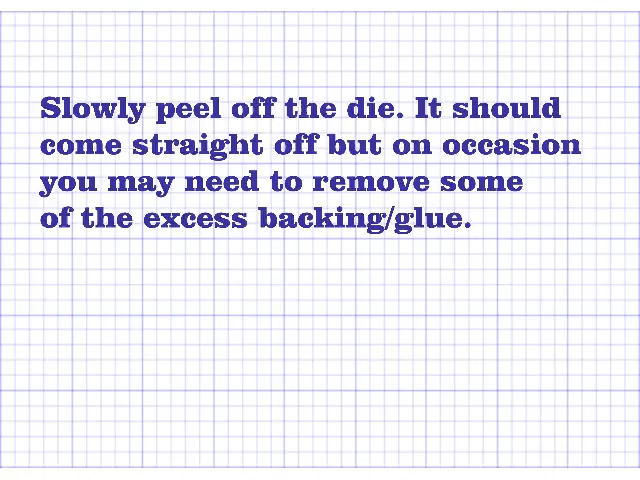 Slowly peel off the die. It should
come straight off but on occasion
you may need to remove some
of the excess backing/glue.